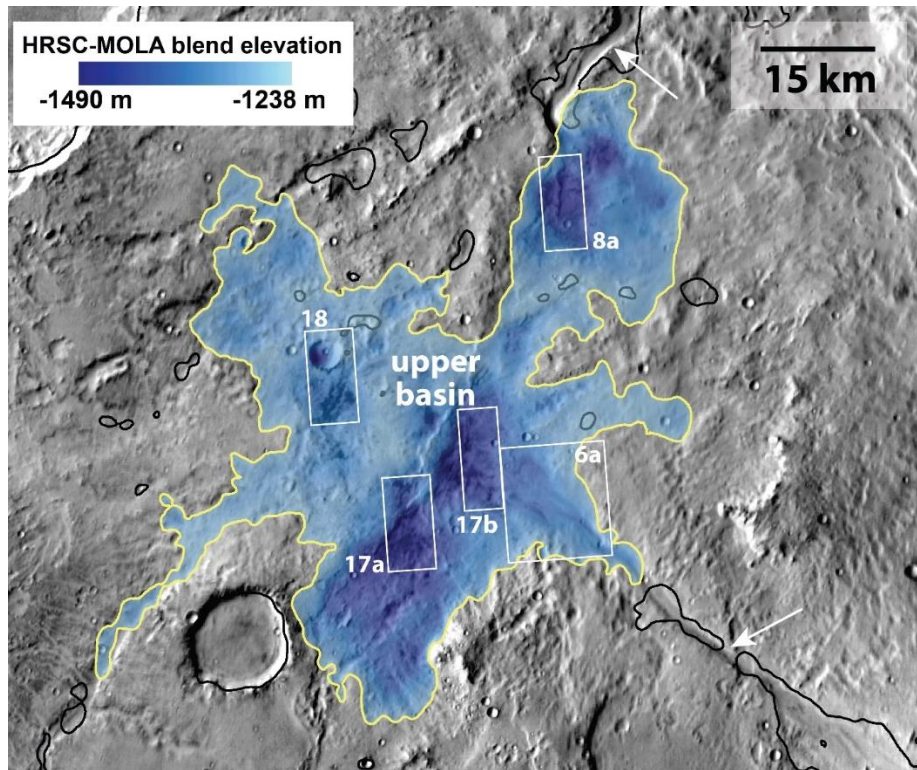 HRSC-MOLA blend elevation
-1490 m -1238 m
15 km
8a
18
upper
basin
6a
17b
17a